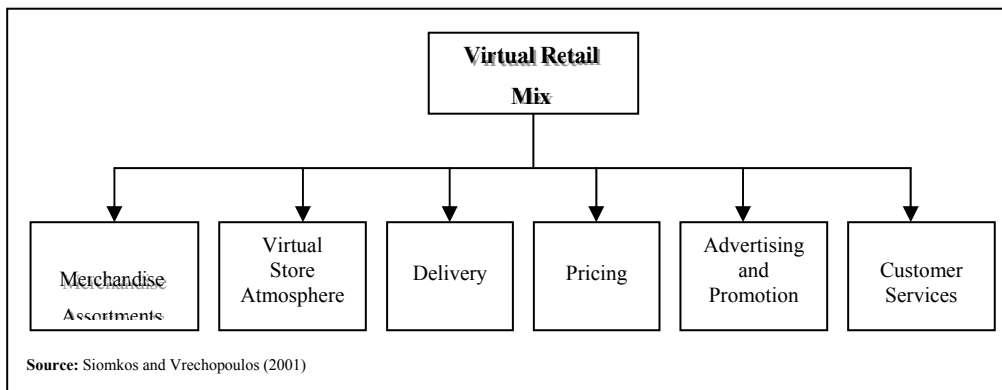 Virtual Retail
Mix
Merchandise
Assortments
Virtual
Store
Atmosphere
Delivery
Pricing
Advertising
and
Promotion
Customer
Services
Source: Siomkos and Vrechopoulos (2001)